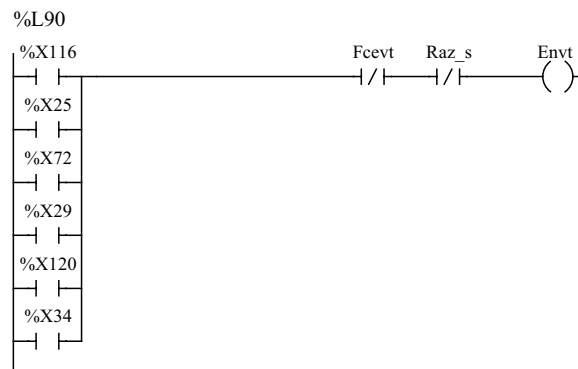 %L90
%X116 Fcevt Raz_s Envt
%X25
%X72
%X29
%X120
%X34